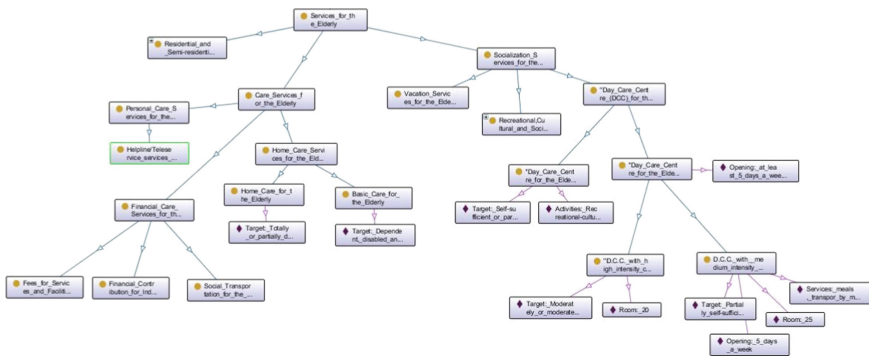 Services_for_th
e_Elderly
Residential_and
_Semi-residenti...
Socialization_S
ervices_for_the...
Care_Services_f
or_the_Elderly
Vacation_Servic
es_for_the_Elde...
"Day_Care_Cent
re_(DCC)_for_th...
Personal_Care_S
ervices_for_the...
Recreational,Cu
ltural_and_Soci...
Helpline/Telese
rvice_services_...
Home_Care_Servi
ces_for_the_Eld...
"Day_Care_Cent
re_for_the_Elde...
"Day_Care_Cent
re_for_the_Elde...
Opening:_at_lea
st_5_days_a_wee...
Home_Care_for_t
he_Elderly
Basic_Care_for_
the_Elderly
Financial_Care_
Services_for_th...
Target:_Self-su
fficient_or_par...
Activities:_Rec
reational-cultu...
Target:_Totally
_or_partially_d...
Target:_Depende
nt,_disabled_an...
"D.C.C._with_h
igh_intensity_c...
D.C.C._with__me
dium_intensity_...
Fees_for_Servic
es_and_Faciliti...
Financial_Contr
ibution_for_Ind...
Social_Transpor
tation_for_the_...
Services:_meals
,_transpor_by_m...
Target:_Moderat
ely_or_moderate...
Room:_20
Target:_Partial
ly_self-suffici...
Room:_25
Opening:_5_days
_a_week